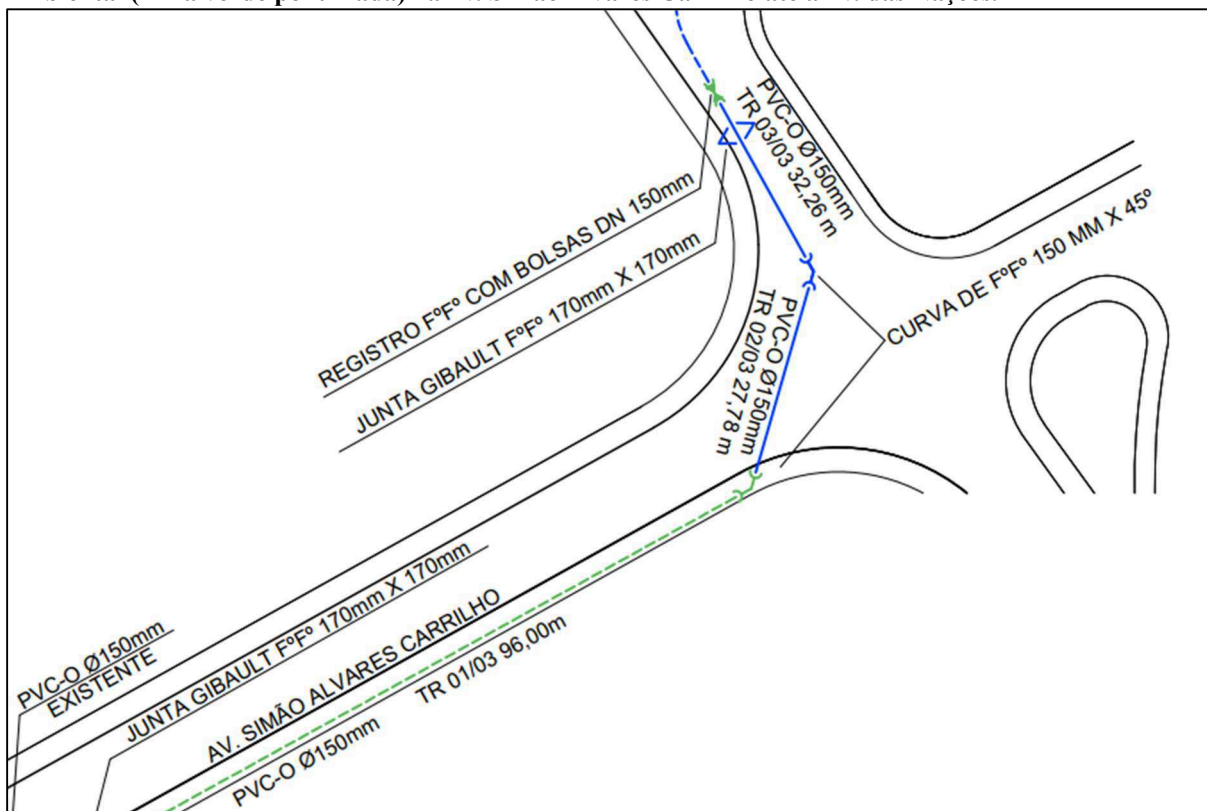 PVC-O Ø150mm
TR 03/03 32,26 m
REGISTRO FºFº COM BOLSAS DN 150mm
JUNTA GIBAULT FºFº 170mm X 170mm
CURVA DE FºFº 150 MM X 45º
PVC-O Ø150mm
TR 02/03 27,78 m
PVC-O Ø150mm
EXISTENTE
JUNTA GIBAULT FºFº 170mm X 170mm
AV. SIMÃO ALVARES CARRILHO
PVC-O Ø150mm
TR 01/03 96,00m